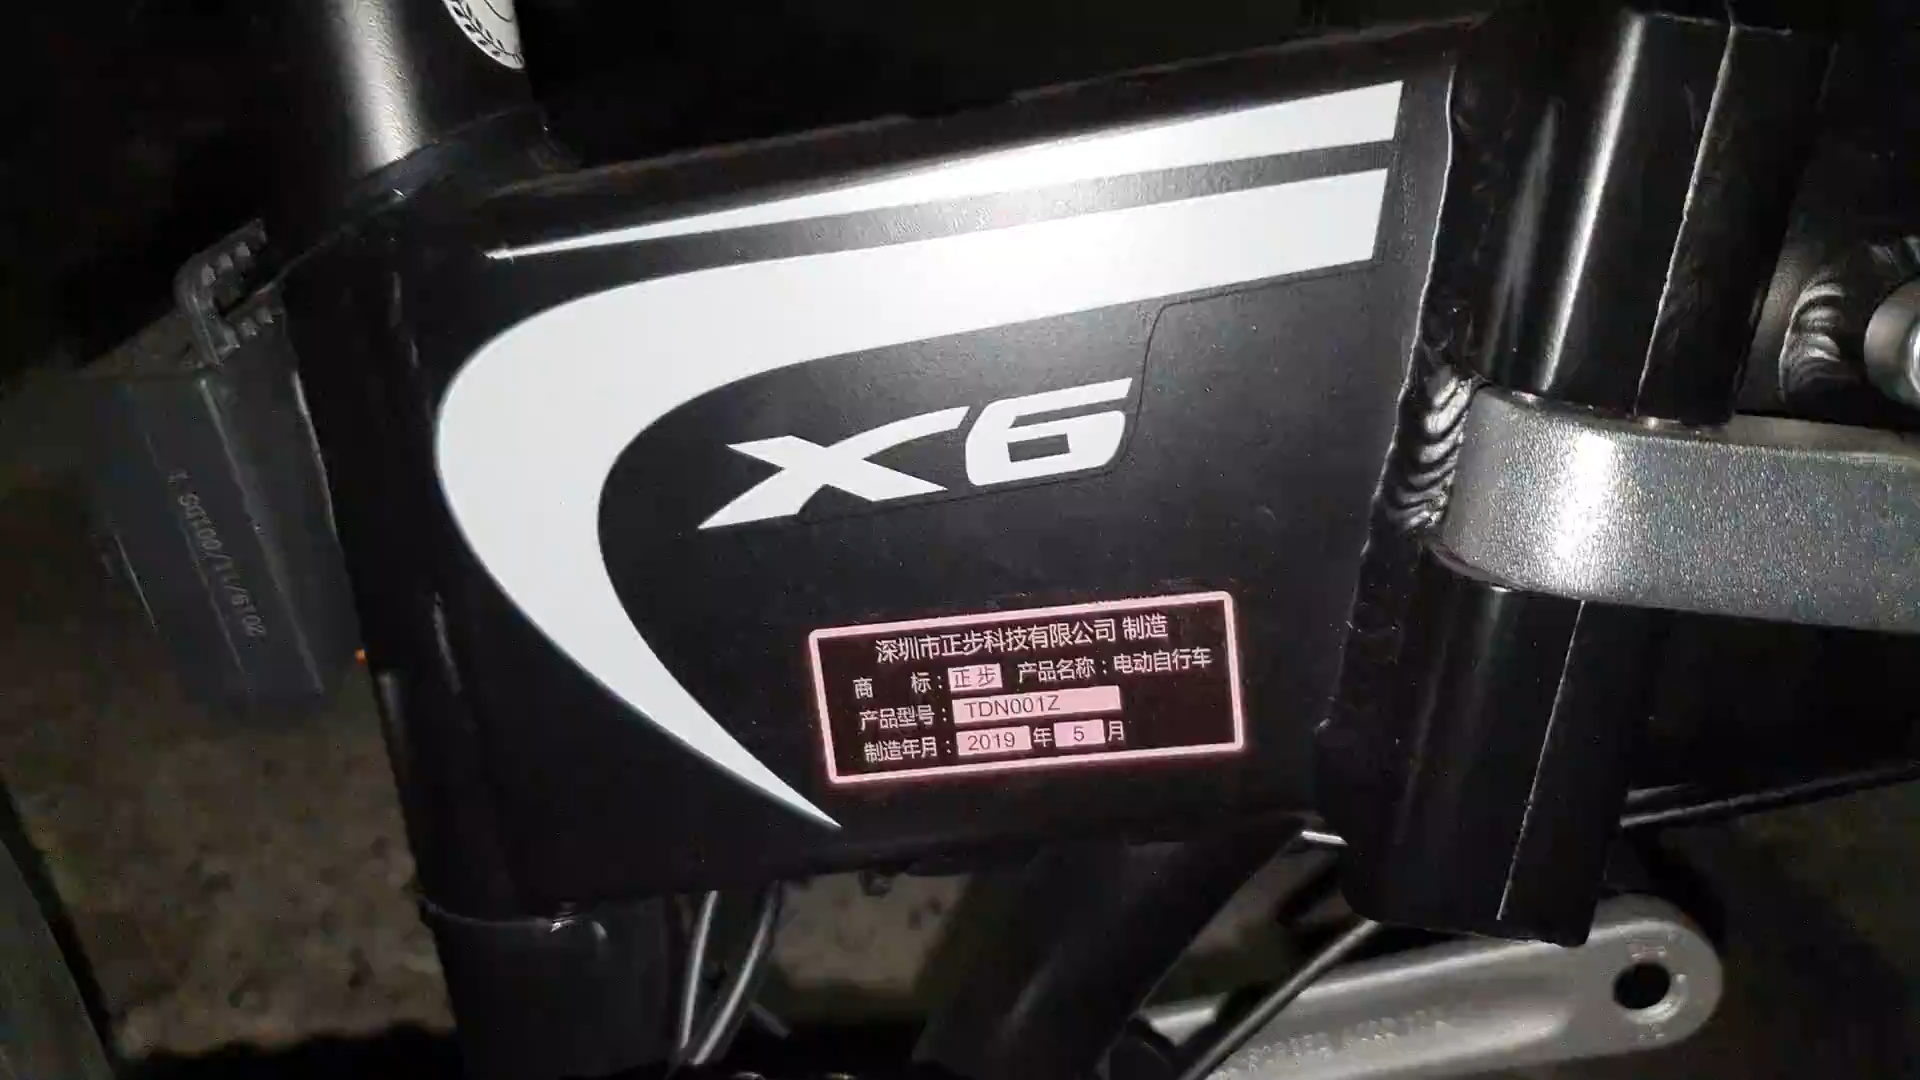 X6
深圳市正步科技有限公司 制造
商 标：正步 产品名称：电动自行车
产品型号：TDN001Z
制造年月：2019 年 5 月